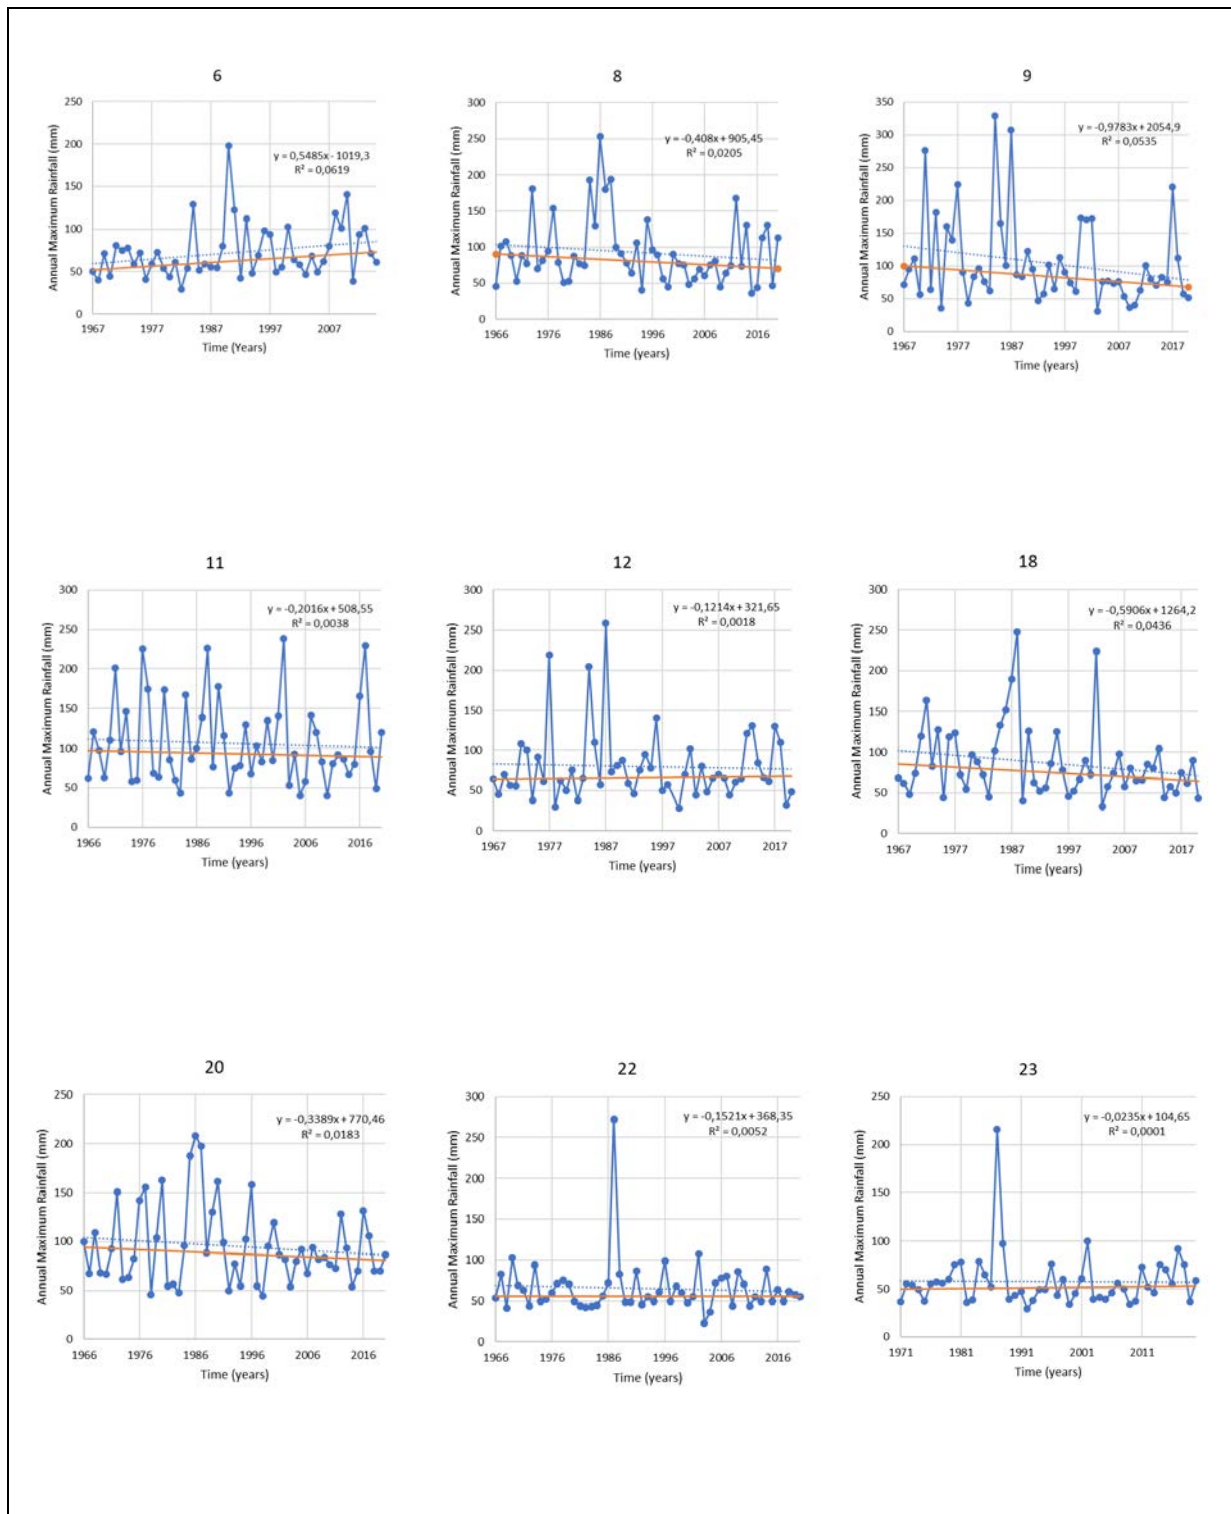 6
250
200
150
100
50
0
1967 1977 1987 1997 2007
Annual Maximum Rainfall (mm)
Time (Years)
y = 0,5485x - 1019,3
R² = 0,0619
8
300
250
200
150
100
50
0
1966 1976 1986 1996 2006 2016
Annual Maximum Rainfall (mm)
Time (years)
y = -0,408x + 905,45
R² = 0,0205
9
350
300
250
200
150
100
50
0
1967 1977 1987 1997 2007 2017
Annual Maximum Rainfall (mm)
Time (years)
y = -0,9783x + 2054,9
R² = 0,0535
11
300
250
200
150
100
50
0
1966 1976 1986 1996 2006 2016
Annual Maximum Rainfall (mm)
Time (years)
y = -0,2016x + 508,55
R² = 0,0038
12
300
250
200
150
100
50
0
1967 1977 1987 1997 2007 2017
Annual Maximum Rainfall (mm)
Time (years)
y = -0,1214x + 321,65
R² = 0,0018
18
300
250
200
150
100
50
0
1967 1977 1987 1997 2007 2017
Annual Maximum Rainfall (mm)
Time (years)
y = -0,5906x + 1264,2
R² = 0,0436
20
250
200
150
100
50
0
1966 1976 1986 1996 2006 2016
Annual Maximum Rainfall (mm)
Time (years)
y = -0,3389x + 770,46
R² = 0,0183
22
300
250
200
150
100
50
0
1966 1976 1986 1996 2006 2016
Annual Maximum Rainfall (mm)
Time (years)
y = -0,1521x + 368,35
R² = 0,0052
23
250
200
150
100
50
0
1971 1981 1991 2001 2011
Annual Maximum Rainfall (mm)
Time (years)
y = -0,0235x + 104,65
R² = 0,0001